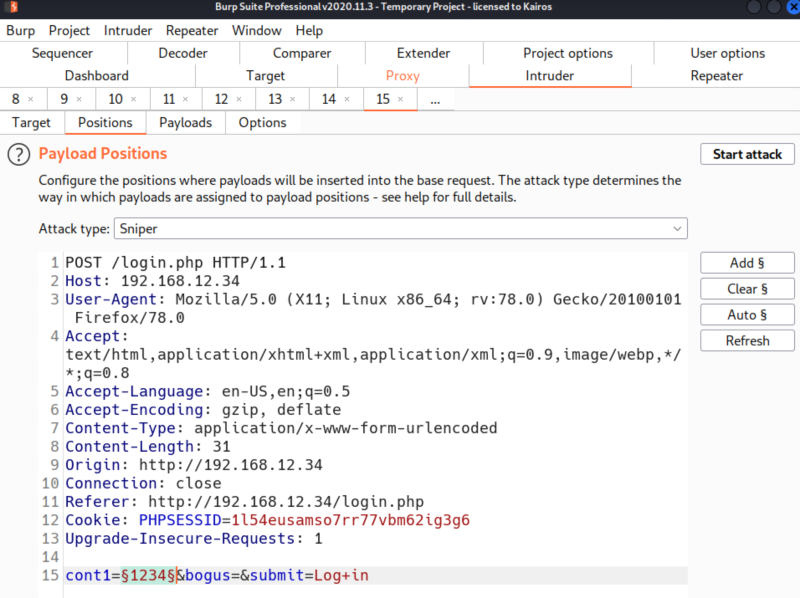 Burp Suite Professional v2020.11.3 - Temporary Project - licensed to Kairos
Burp Project Intruder Repeater Window Help
Sequencer Decoder Comparer Extender Project options User options
Dashboard Target Proxy Intruder Repeater
8 × 9 × 10 × 11 × 12 × 13 × 14 × 15 × ...
Target Positions Payloads Options
? Payload Positions Start attack
Configure the positions where payloads will be inserted into the base request. The attack type determines the
way in which payloads are assigned to payload positions - see help for full details.
Attack type: Sniper
Add §
Clear §
Auto §
Refresh
1 POST /login.php HTTP/1.1
2 Host: 192.168.12.34
3 User-Agent: Mozilla/5.0 (X11; Linux x86_64; rv:78.0) Gecko/20100101
Firefox/78.0
4 Accept:
text/html,application/xhtml+xml,application/xml;q=0.9,image/webp,*/
*;q=0.8
5 Accept-Language: en-US,en;q=0.5
6 Accept-Encoding: gzip, deflate
7 Content-Type: application/x-www-form-urlencoded
8 Content-Length: 31
9 Origin: http://192.168.12.34
10 Connection: close
11 Referer: http://192.168.12.34/login.php
12 Cookie: PHPSESSID=1l54eusamso7rr77vbm62ig3g6
13 Upgrade-Insecure-Requests: 1
14
15 cont1=§1234§&bogus=&submit=Log+in